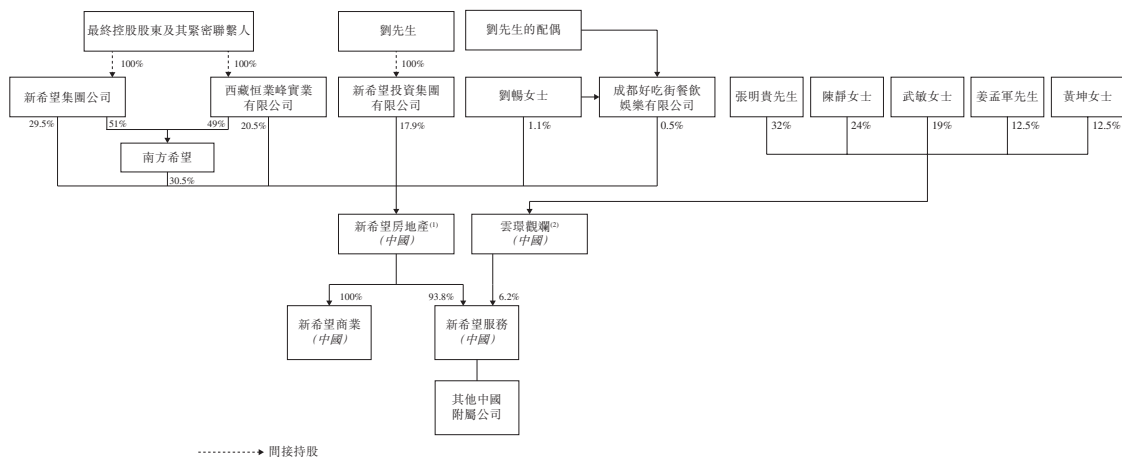 最終控股股東及其緊密聯繫人
劉先生
劉先生的配偶
100%
100%
100%
新希望集團公司
西藏恒業峰實業
有限公司
新希望投資集團
有限公司
劉暢女士
成都好吃街餐飲
娛樂有限公司
張明貴先生
陳靜女士
武敏女士
姜孟軍先生
黃坤女士
29.5%
51%
49%
20.5%
17.9%
1.1%
0.5%
32%
24%
19%
12.5%
12.5%
南方希望
30.5%
新希望房地產(1)
(中國)
雲璟觀爛(2)
(中國)
100%
93.8%
6.2%
新希望商業
(中國)
新希望服務
(中國)
其他中國
附屬公司
間接持股